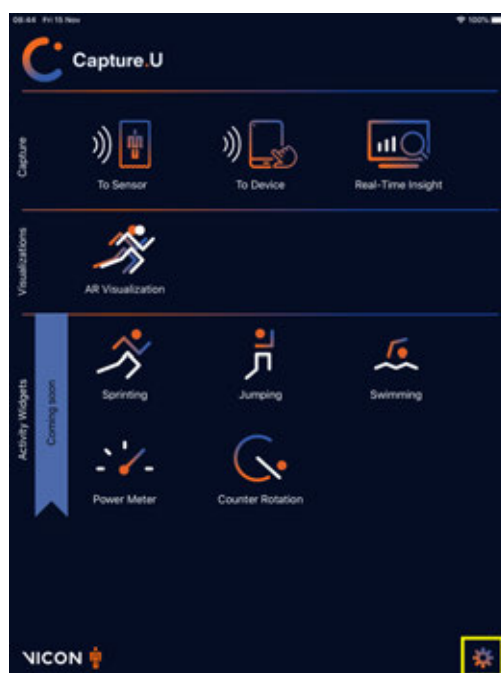 08:44 Fri 15 Nov 100%
Capture.U
Capture
To Sensor
To Device
Real-Time Insight
Visualizations
AR Visualization
Activity Widgets
Coming soon
Sprinting
Jumping
Swimming
Power Meter
Counter Rotation
VICON